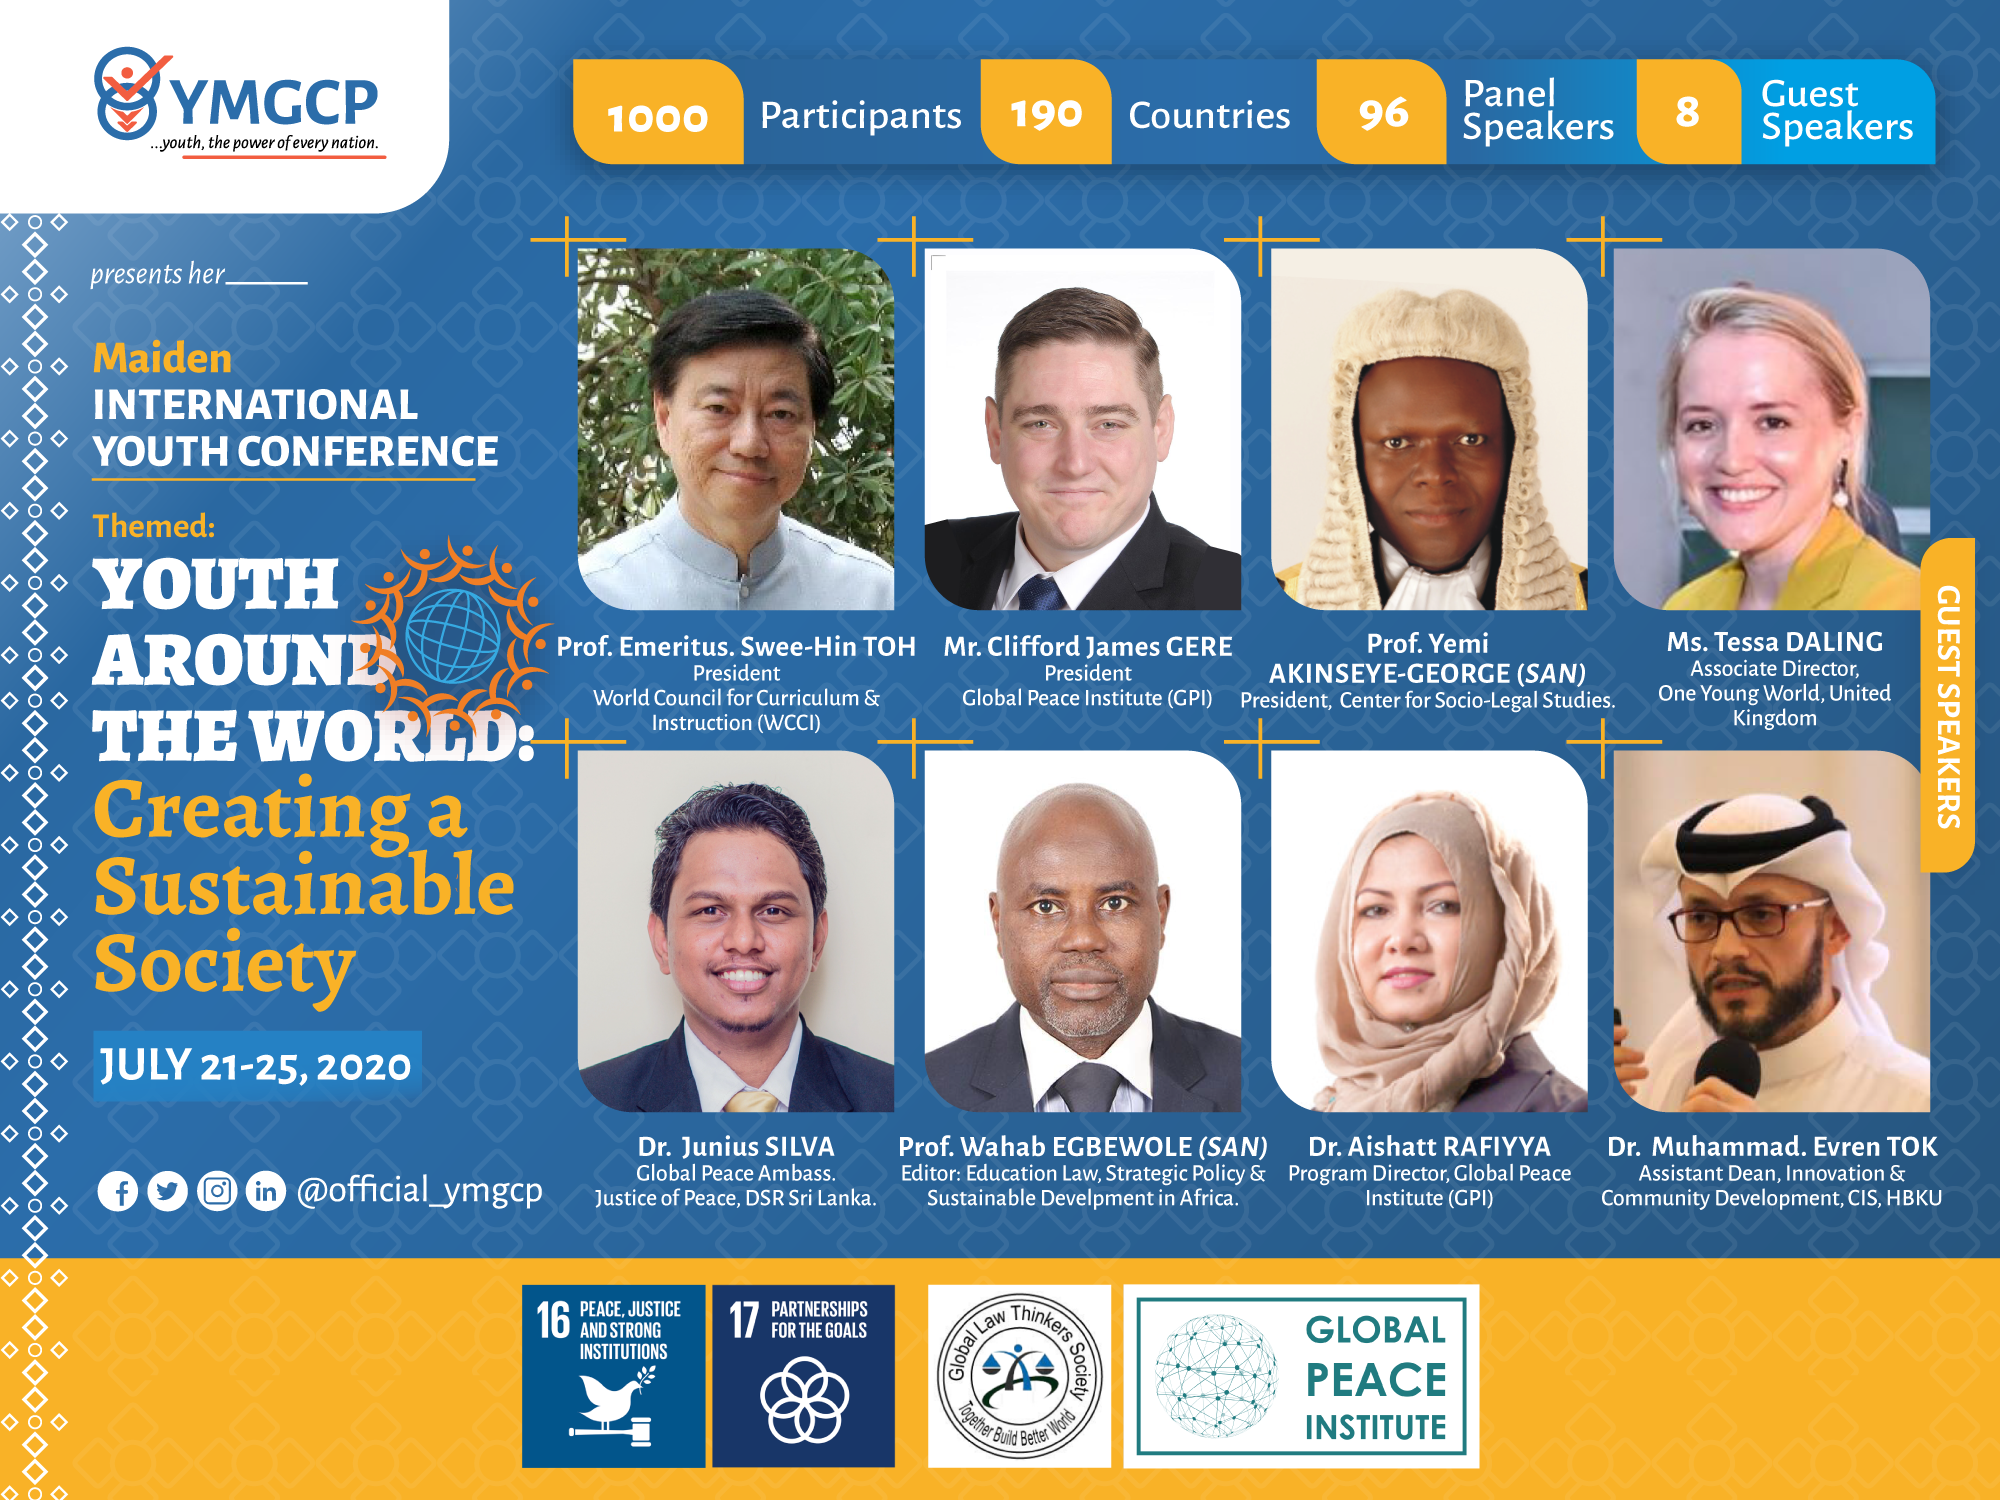 YMGCP
...youth, the power of every nation.
1000 Participants
190 Countries
96 Panel
Speakers
8 Guest
Speakers
presents her
Maiden
INTERNATIONAL
YOUTH CONFERENCE
Themed:
YOUTH
AROUND
THE WORLD:
Creating a
Sustainable
Society
JULY 21-25, 2020
@official_ymgcp
Prof. Emeritus. Swee-Hin TOH
President
World Council for Curriculum &
Instruction (WCCI)
Mr. Clifford James GERE
President
Global Peace Institute (GPI)
Prof. Yemi
AKINSEYE-GEORGE (SAN)
President, Center for Socio-Legal Studies.
Ms. Tessa DALING
Associate Director,
One Young World, United
Kingdom
GUEST SPEAKERS
Dr. Junius SILVA
Global Peace Ambass.
Justice of Peace, DSR Sri Lanka.
Prof. Wahab EGBEWOLE (SAN)
Editor: Education Law, Strategic Policy &
Sustainable Develpment in Africa.
Dr. Aishatt RAFIYYA
Program Director, Global Peace
Institute (GPI)
Dr. Muhammad. Evren TOK
Assistant Dean, Innovation &
Community Development, CIS, HBKU
16 PEACE, JUSTICE
AND STRONG
INSTITUTIONS
17 PARTNERSHIPS
FOR THE GOALS
Global Law Thinkers Society
Together Build Better World
GLOBAL
PEACE
INSTITUTE